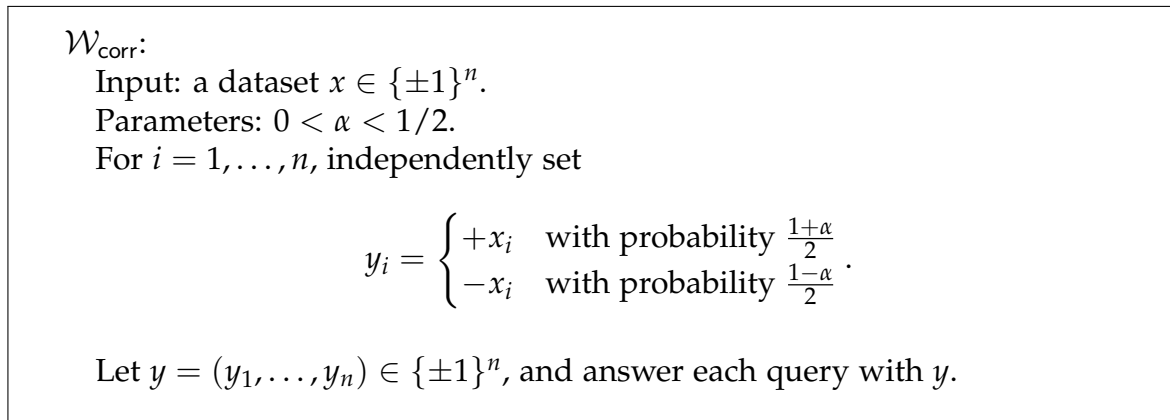 𝒲corr:
Input: a dataset x ∈ {±1}ⁿ.
Parameters: 0 < α < 1/2.
For i = 1, . . . , n, independently set
yᵢ = { +xᵢ with probability (1+α)/2
−xᵢ with probability (1−α)/2 .
Let y = (y₁, . . . , yₙ) ∈ {±1}ⁿ, and answer each query with y.